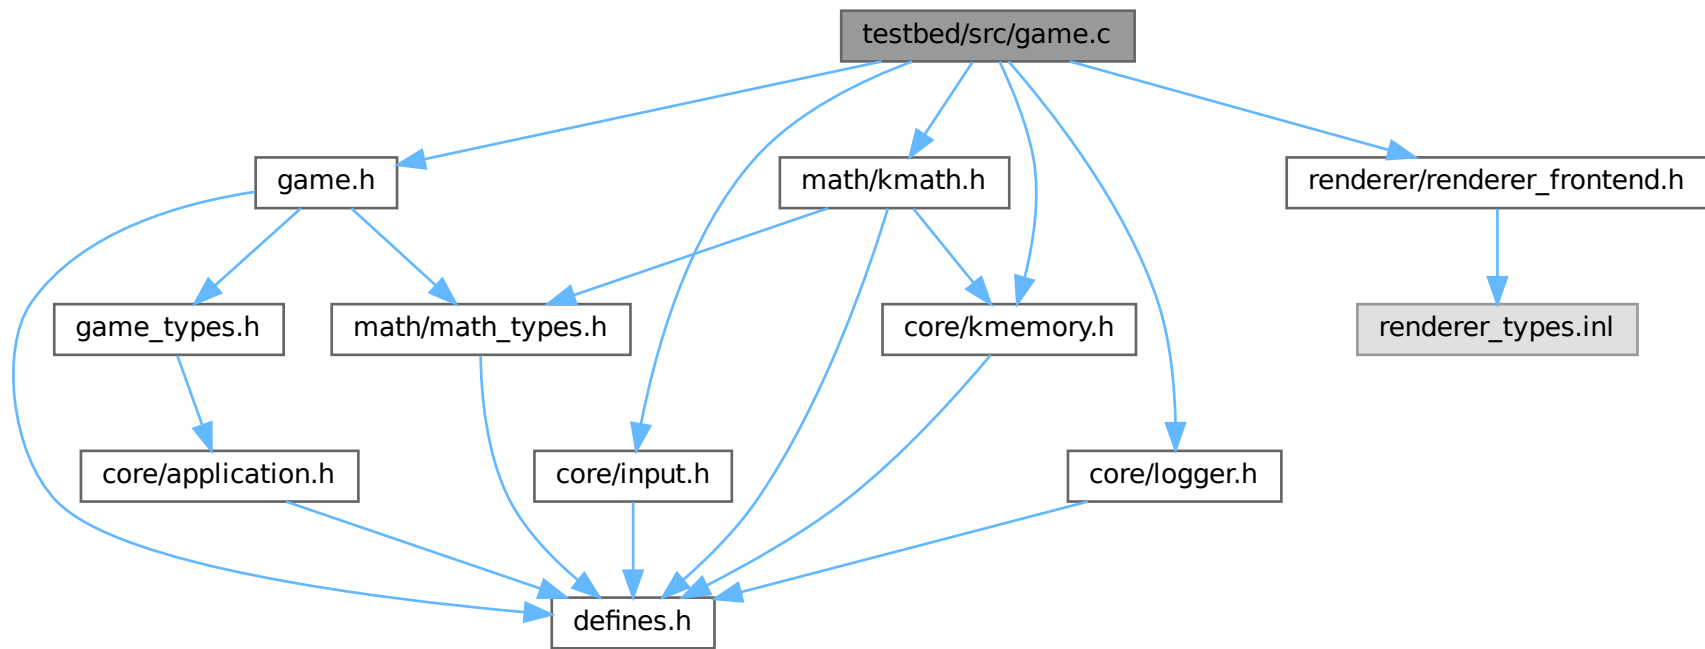 testbed/src/game.c
game.h
math/kmath.h
renderer/renderer_frontend.h
game_types.h
math/math_types.h
core/kmemory.h
renderer_types.inl
core/application.h
core/input.h
core/logger.h
defines.h